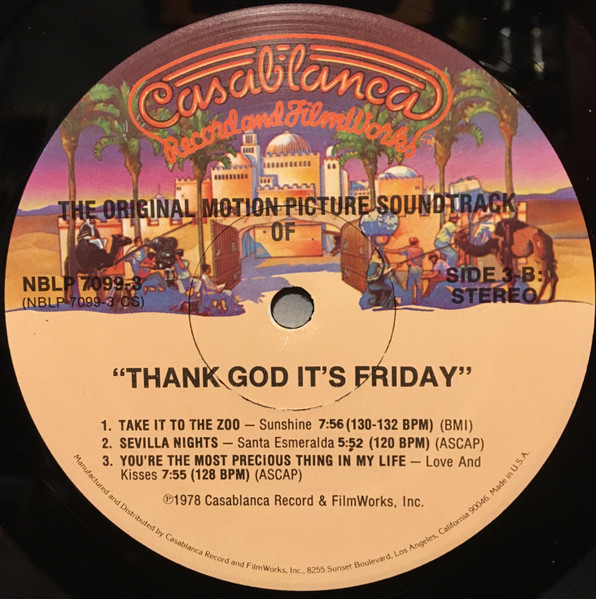 Casablanca
Record and FilmWorks
THE ORIGINAL MOTION PICTURE SOUNDTRACK
OF
NBLP 7099-3
(NBLP 7099-3/CS)
SIDE 3-B:
STEREO
"THANK GOD IT'S FRIDAY"
1. TAKE IT TO THE ZOO — Sunshine 7:56 (130-132 BPM) (BMI)
2. SEVILLA NIGHTS — Santa Esmeralda 5:52 (120 BPM) (ASCAP)
3. YOU'RE THE MOST PRECIOUS THING IN MY LIFE — Love And
Kisses 7:55 (128 BPM) (ASCAP)
℗1978 Casablanca Record & FilmWorks, Inc.
Manufactured and Distributed by Casablanca Record and FilmWorks, Inc., 8255 Sunset Boulevard, Los Angeles, California 90046. Made in U.S.A.